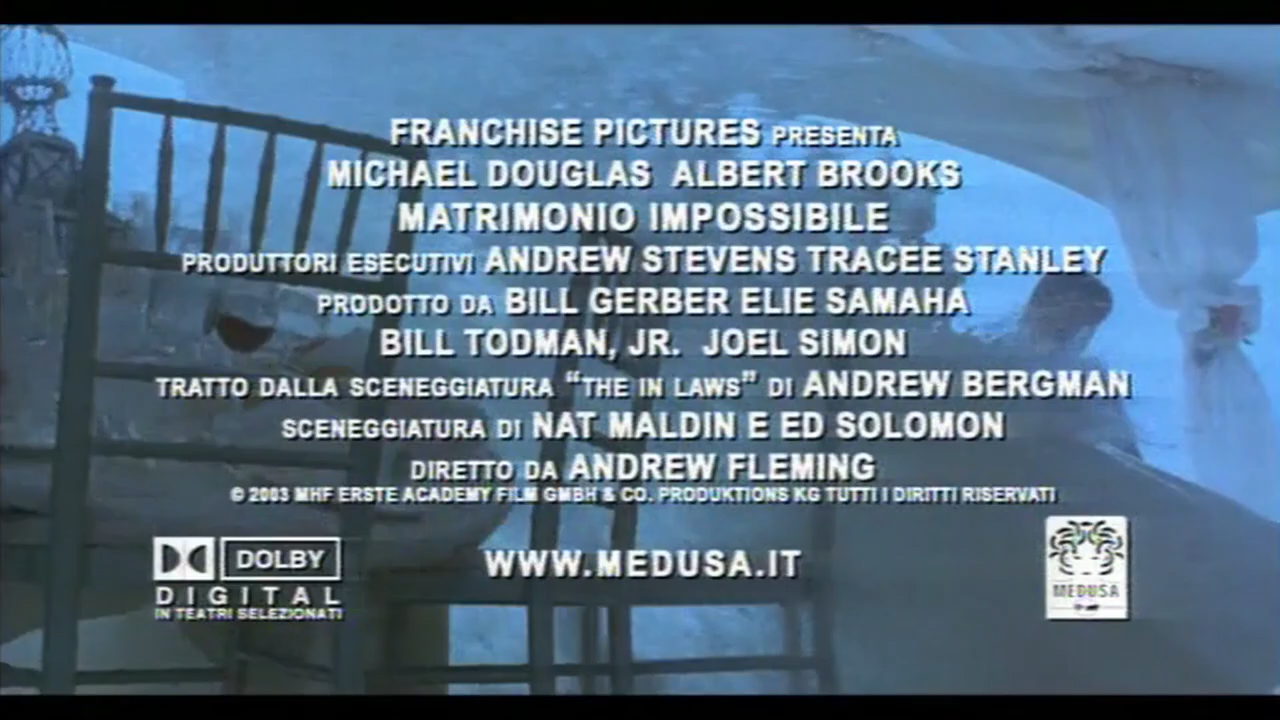 FRANCHISE PICTURES PRESENTA
MICHAEL DOUGLAS ALBERT BROOKS
MATRIMONIO IMPOSSIBILE
PRODUTTORI ESECUTIVI ANDREW STEVENS TRACEE STANLEY
PRODOTTO DA BILL GERBER ELIE SAMAHA
BILL TODMAN, JR. JOEL SIMON
TRATTO DALLA SCENEGGIATURA “THE IN LAWS” DI ANDREW BERGMAN
SCENEGGIATURA DI NAT MALDIN E ED SOLOMON
DIRETTO DA ANDREW FLEMING
© 2003 MHF ERSTE ACADEMY FILM GMBH & CO. PRODUKTIONS KG TUTTI I DIRITTI RISERVATI
DOLBY
DIGITAL
IN TEATRI SELEZIONATI
WWW.MEDUSA.IT
MEDUSA